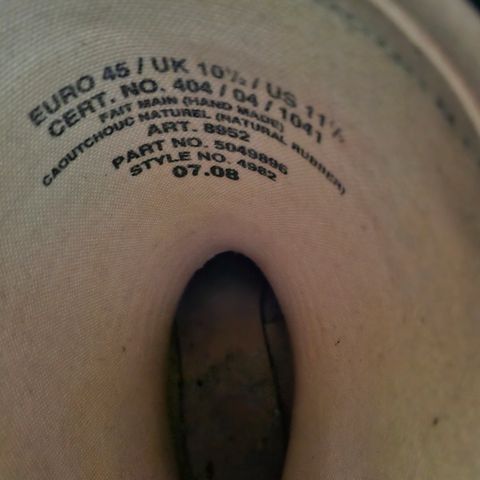 EURO 45 / UK 10½ / US 11½
CERT. NO. 404 / 04 / 1041
FAIT MAIN (HAND MADE)
CAOUTCHOUC NATUREL (NATURAL RUBBER)
ART. 8952
PART NO. 5049896
STYLE NO. 4982
07.08